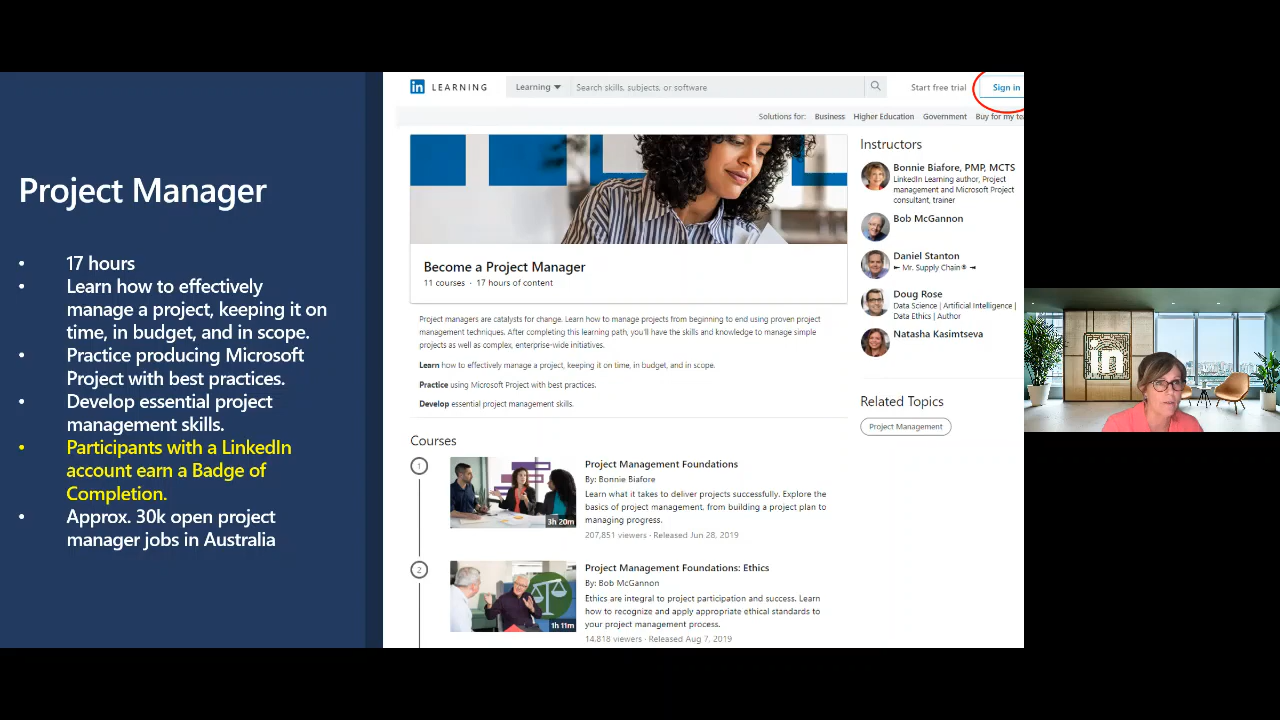 Project Manager
• 17 hours
• Learn how to effectively
manage a project, keeping it on
time, in budget, and in scope.
• Practice producing Microsoft
Project with best practices.
• Develop essential project
management skills.
• Participants with a LinkedIn
account earn a Badge of
Completion.
• Approx. 30k open project
manager jobs in Australia
in LEARNING
Learning
Search skills, subjects, or software
Start free trial
Sign in
Solutions for: Business Higher Education Government Buy for my te
Become a Project Manager
11 courses · 17 hours of content
Project managers are catalysts for change. Learn how to manage projects from beginning to end using proven project
management techniques. After completing this learning path, you'll have the skills and knowledge to manage simple
projects as well as complex, enterprise-wide initiatives.
Learn how to effectively manage a project, keeping it on time, in budget, and in scope.
Practice using Microsoft Project with best practices.
Develop essential project management skills.
Courses
1
3h 20m
Project Management Foundations
By: Bonnie Biafore
Learn what it takes to deliver projects successfully. Explore the
basics of project management, from building a project plan to
managing progress.
207,851 viewers · Released Jun 28, 2019
2
1h 11m
Project Management Foundations: Ethics
By: Bob McGannon
Ethics are integral to project participation and success. Learn
how to recognize and apply appropriate ethical standards to
your project management process.
14,818 viewers · Released Aug 7, 2019
Instructors
Bonnie Biafore, PMP, MCTS
LinkedIn Learning author, Project
management and Microsoft Project
consultant, trainer
Bob McGannon
Daniel Stanton
⇤ Mr. Supply Chain® ⇥
Doug Rose
Data Science | Artificial Intelligence |
Data Ethics | Author
Natasha Kasimtseva
Related Topics
Project Management
in